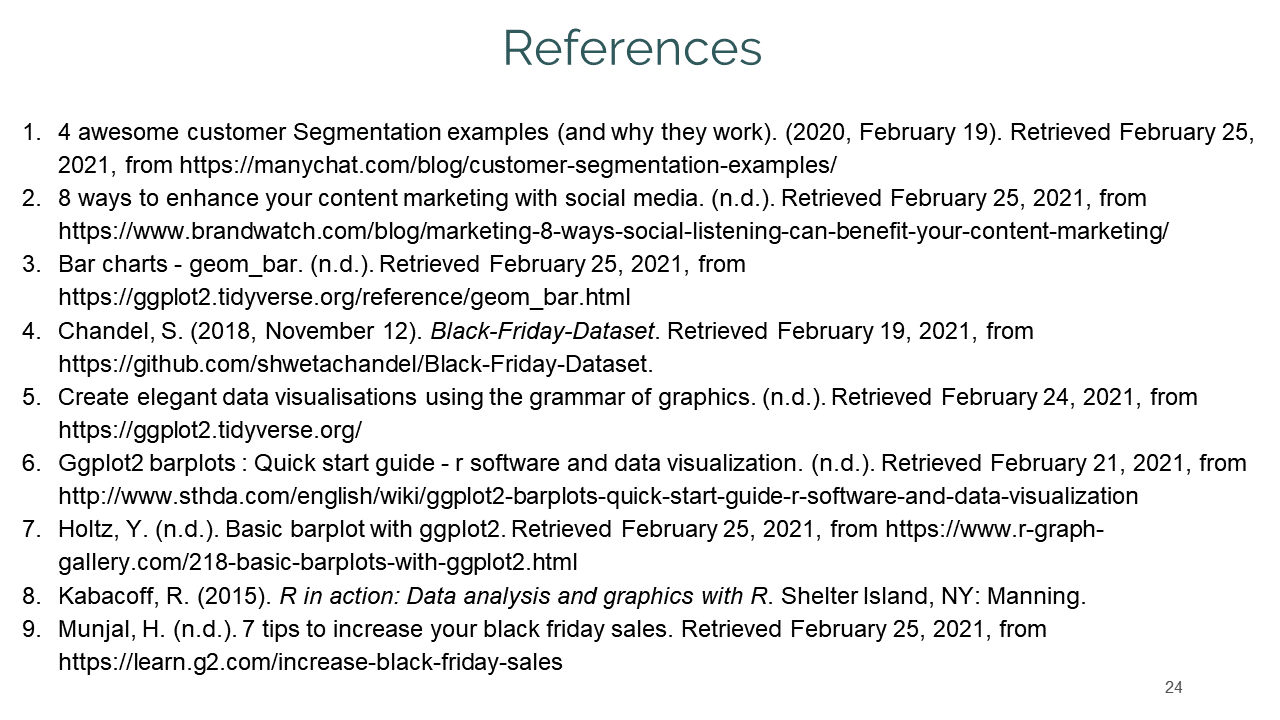 References
1. 4 awesome customer Segmentation examples (and why they work). (2020, February 19). Retrieved February 25,
2021, from https://manychat.com/blog/customer-segmentation-examples/
2. 8 ways to enhance your content marketing with social media. (n.d.). Retrieved February 25, 2021, from
https://www.brandwatch.com/blog/marketing-8-ways-social-listening-can-benefit-your-content-marketing/
3. Bar charts - geom_bar. (n.d.). Retrieved February 25, 2021, from
https://ggplot2.tidyverse.org/reference/geom_bar.html
4. Chandel, S. (2018, November 12). Black-Friday-Dataset. Retrieved February 19, 2021, from
https://github.com/shwetachandel/Black-Friday-Dataset.
5. Create elegant data visualisations using the grammar of graphics. (n.d.). Retrieved February 24, 2021, from
https://ggplot2.tidyverse.org/
6. Ggplot2 barplots : Quick start guide - r software and data visualization. (n.d.). Retrieved February 21, 2021, from
http://www.sthda.com/english/wiki/ggplot2-barplots-quick-start-guide-r-software-and-data-visualization
7. Holtz, Y. (n.d.). Basic barplot with ggplot2. Retrieved February 25, 2021, from https://www.r-graph-
gallery.com/218-basic-barplots-with-ggplot2.html
8. Kabacoff, R. (2015). R in action: Data analysis and graphics with R. Shelter Island, NY: Manning.
9. Munjal, H. (n.d.). 7 tips to increase your black friday sales. Retrieved February 25, 2021, from
https://learn.g2.com/increase-black-friday-sales
24